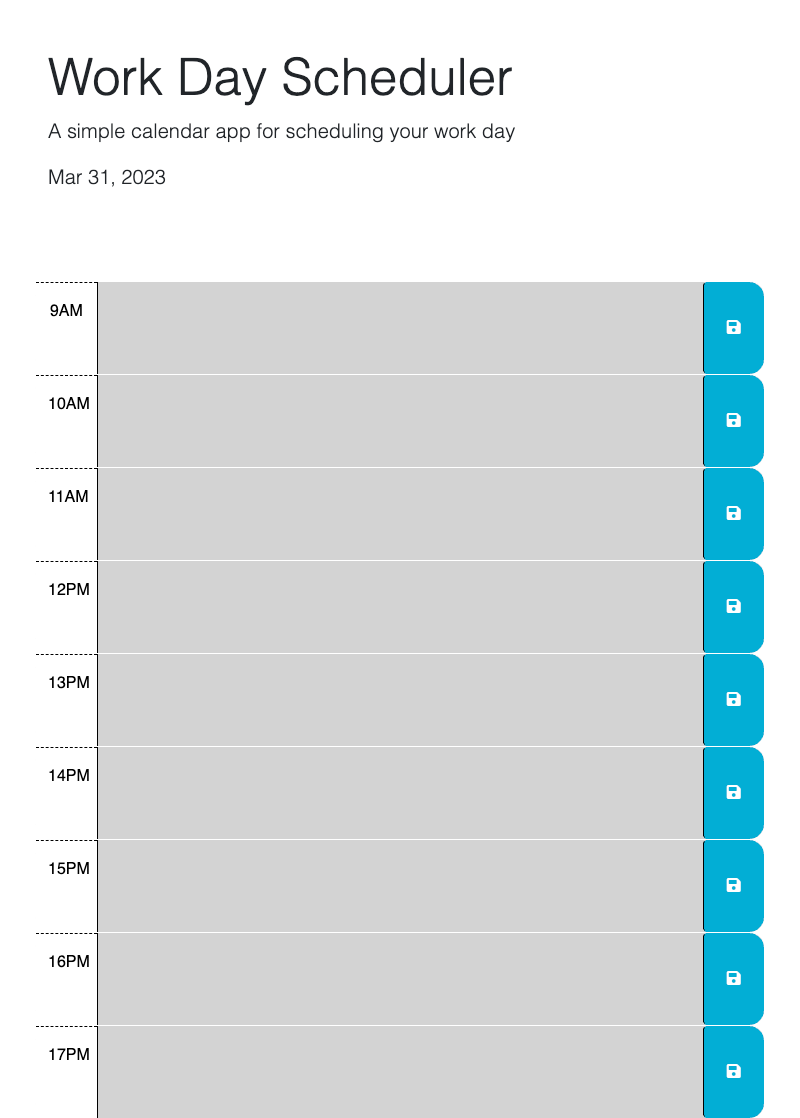 Work Day Scheduler
A simple calendar app for scheduling your work day
Mar 31, 2023
9AM
10AM
11AM
12PM
13PM
14PM
15PM
16PM
17PM